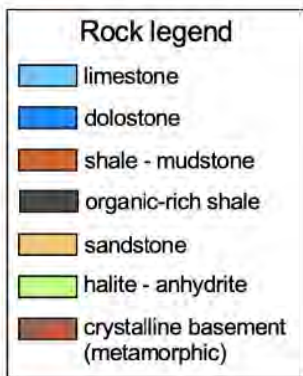 Rock legend
limestone
dolostone
shale - mudstone
organic-rich shale
sandstone
halite - anhydrite
crystalline basement
(metamorphic)